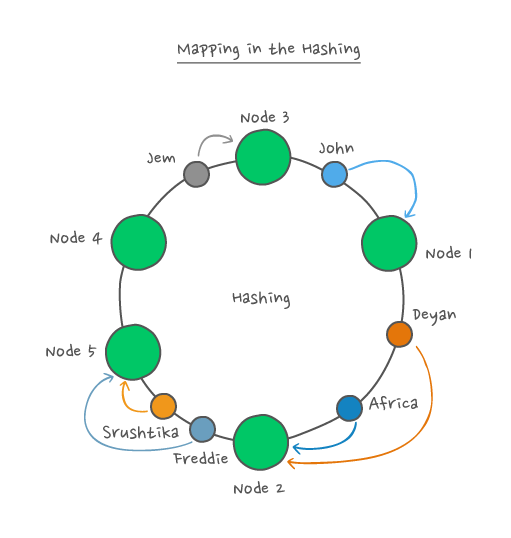 Mapping in the Hashing
Node 3
John
Jem
Node 4
Node 1
Hashing
Deyan
Node 5
Africa
Srushtika
Freddie
Node 2